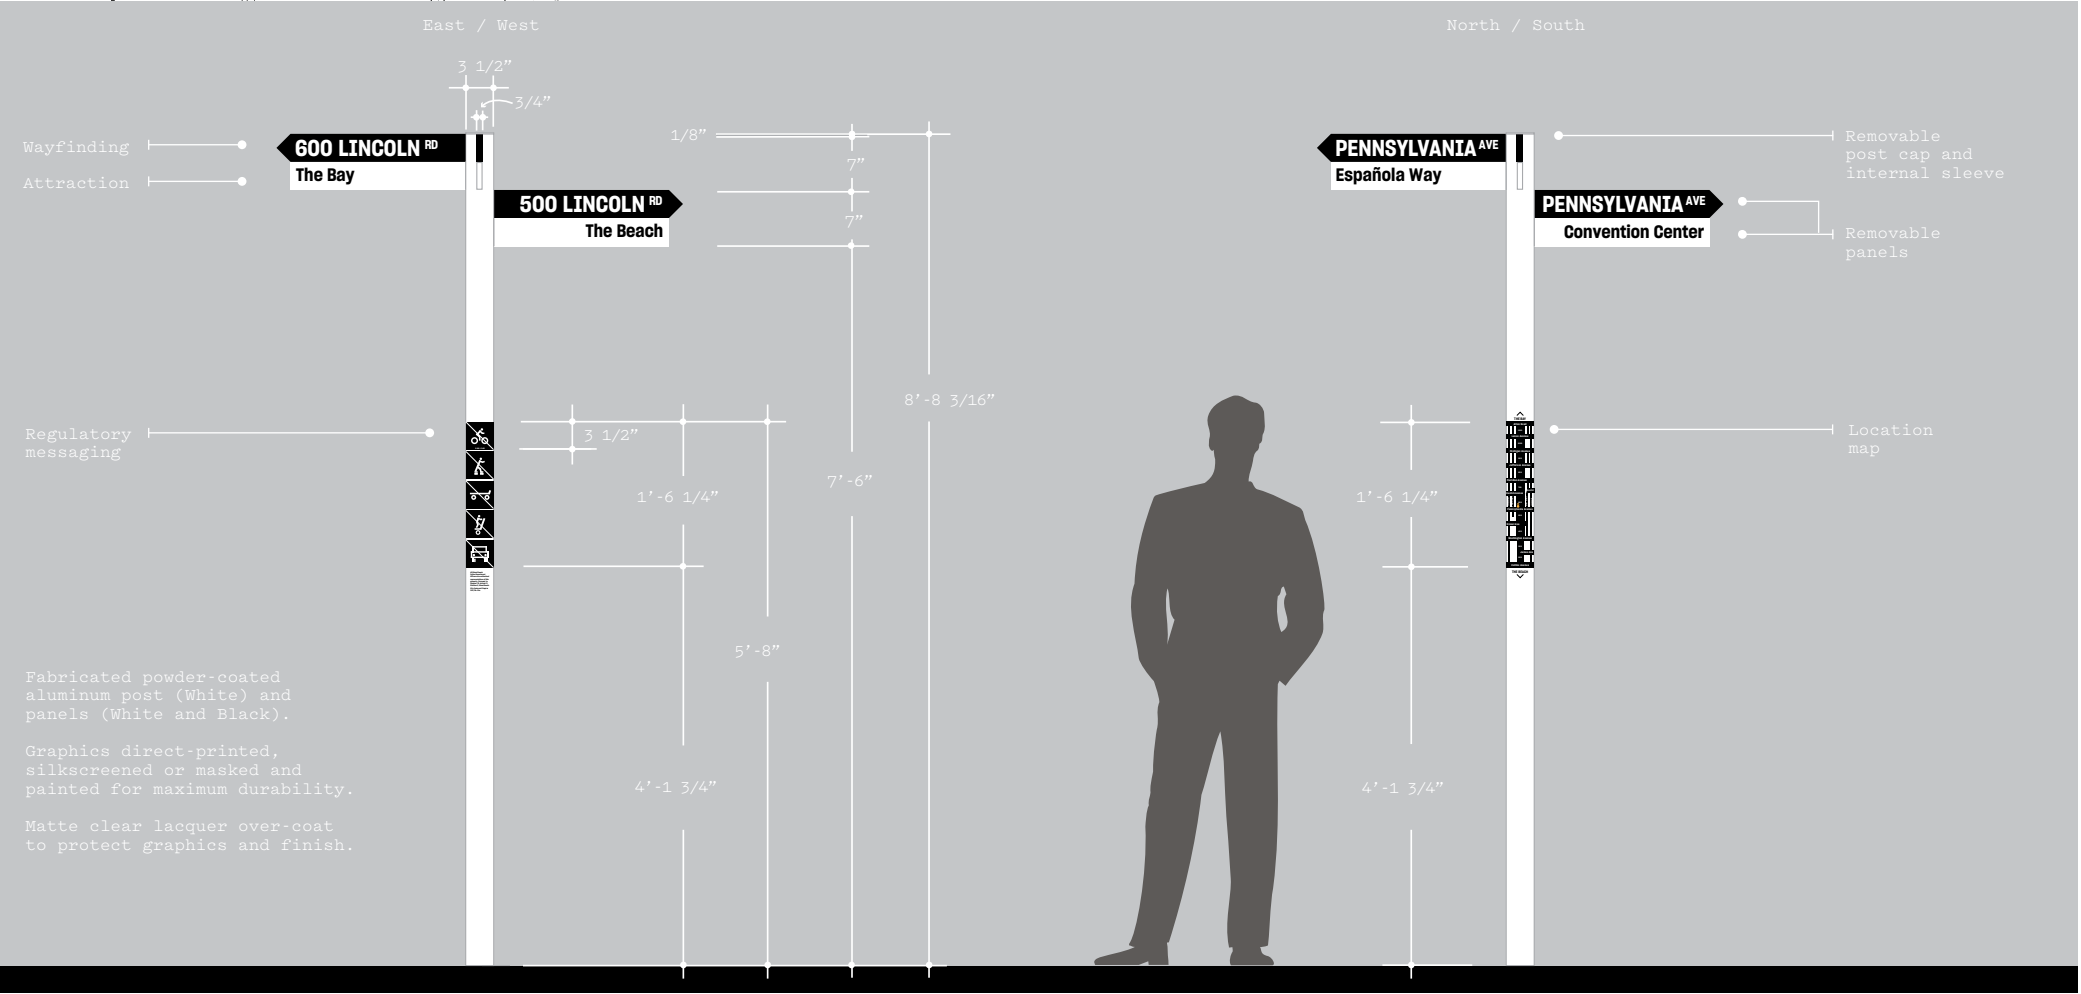 East / West
North / South
3 1/2”
3/4”
Wayfinding
Attraction
600 LINCOLN RD
The Bay
500 LINCOLN RD
The Beach
1/8”
7”
7”
8’-8 3/16”
7’-6”
PENNSYLVANIA AVE
Española Way
PENNSYLVANIA AVE
Convention Center
Removable
post cap and
internal sleeve
Removable
panels
Regulatory
messaging
3 1/2”
1’-6 1/4”
5’-8”
4’-1 3/4”
1’-6 1/4”
4’-1 3/4”
THE BAY
THE BEACH
Location
map
Fabricated powder-coated
aluminum post (White) and
panels (White and Black).
Graphics direct-printed,
silkscreened or masked and
painted for maximum durability.
Matte clear lacquer over-coat
to protect graphics and finish.